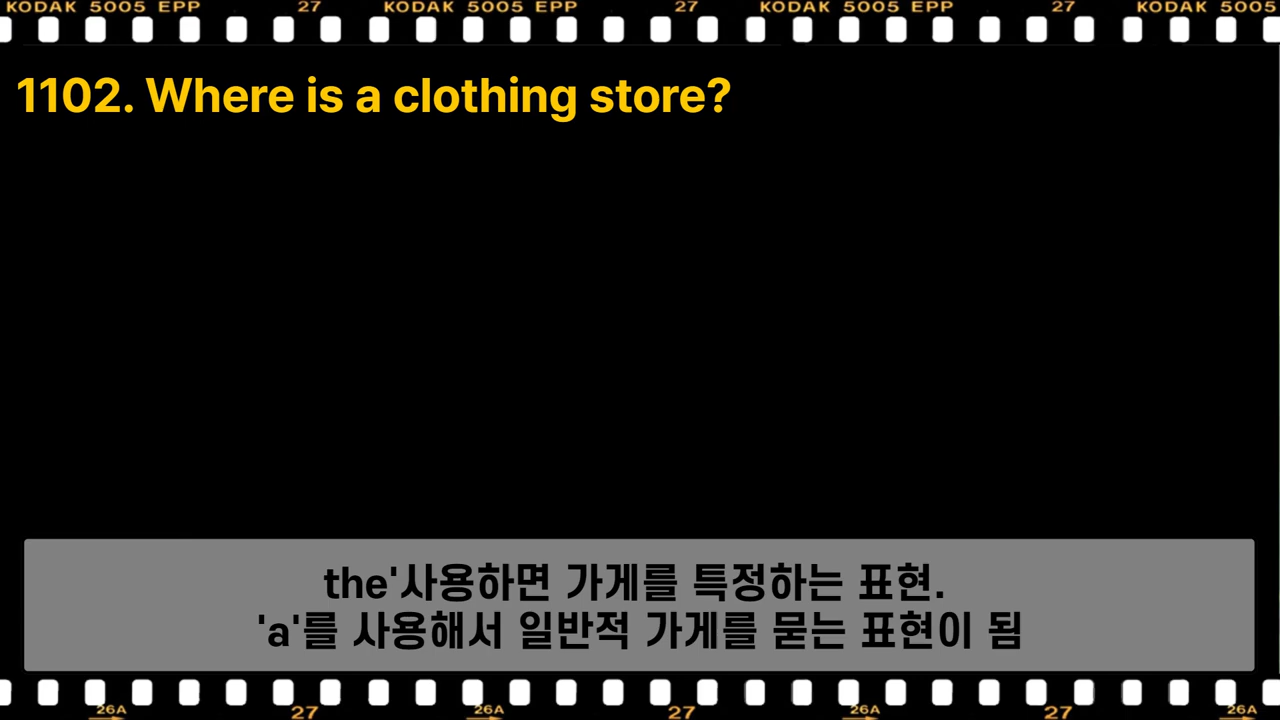 KODAK 5005 EPP 27 KODAK 5005 EPP 27 KODAK 5005 EPP 27 KODAK 5005
1102. Where is a clothing store?
the'사용하면 가게를 특정하는 표현.
'a'를 사용해서 일반적 가게를 묻는 표현이 됨
26A 27 26A 27 26A 27 26A